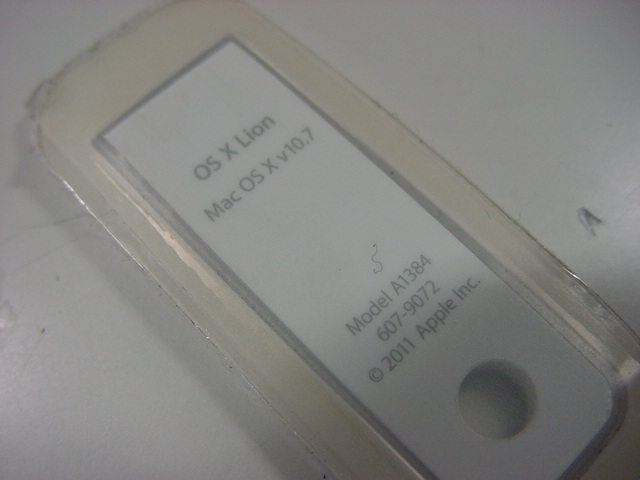 OS X Lion
Mac OS X v10.7
Model A1384
607-9072
© 2011 Apple Inc.
A